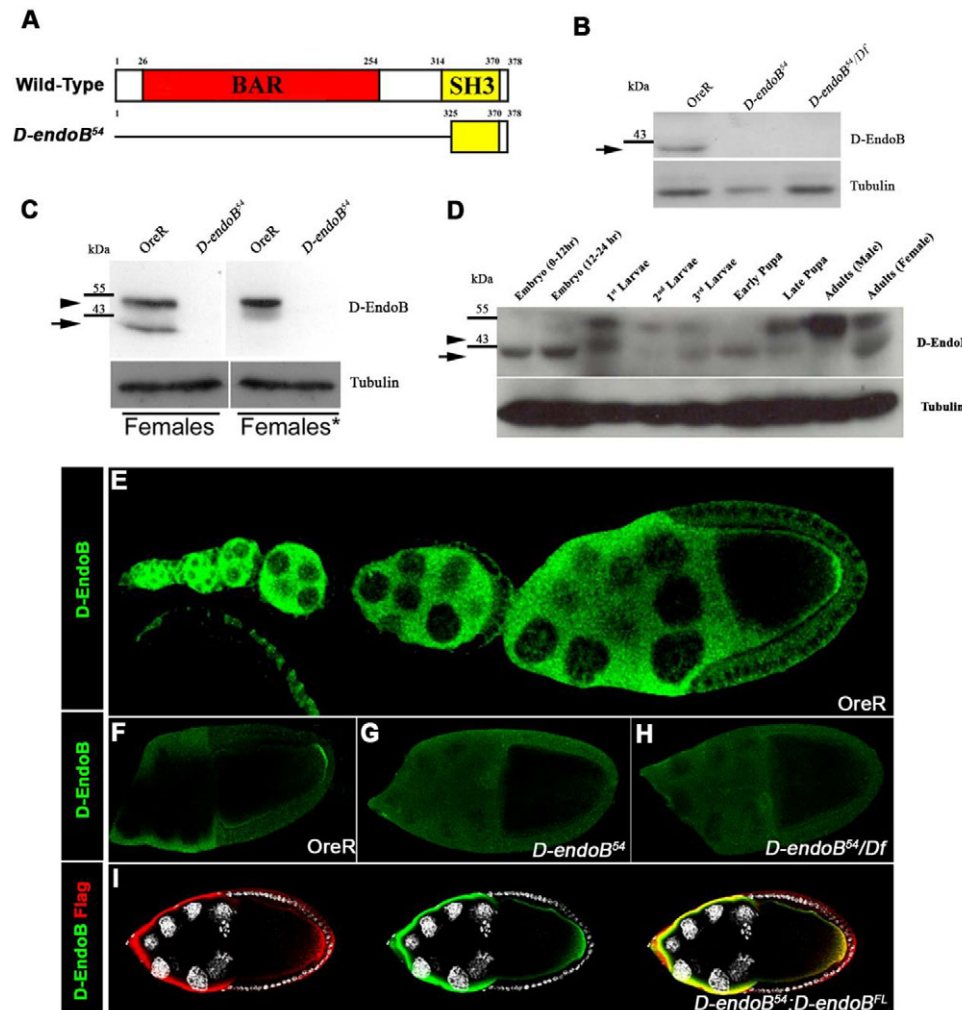 A
1 26 254 314 370 378
Wild-Type BAR SH3
325 370 378
D-endoB54
B
OreR D-endoB54 D-endoB54/Df
kDa
43
D-EndoB
Tubulin
C
OreR D-endoB54 OreR D-endoB54
kDa
55
43
D-EndoB
Tubulin
Females Females*
D
Embryo (0-12hr) Embryo (12-24 hr) 1st Larvae 2nd Larvae 3rd Larvae Early Pupa Late Pupa Adults (Male) Adults (Female)
kDa
55
43
D-EndoB
Tubulin
D-EndoB
E
OreR
D-EndoB
F
OreR
G
D-endoB54
H
D-endoB54/Df
D-EndoB Flag
I
D-endoB54;D-endoBFL